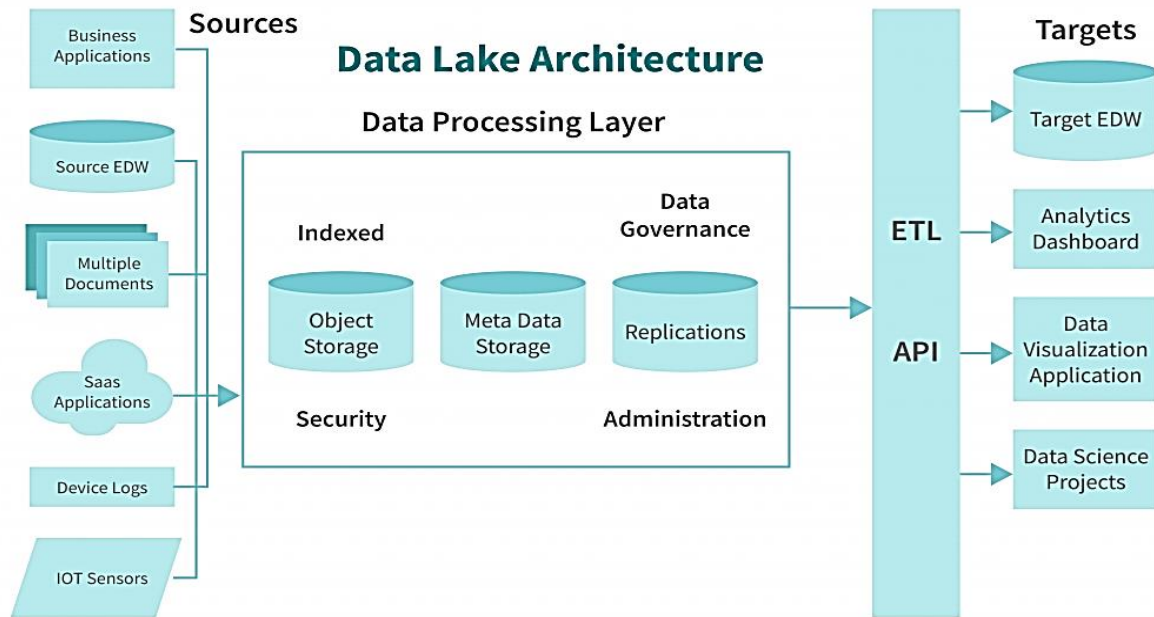 Sources
Business
Applications
Source EDW
Multiple
Documents
Saas
Applications
Device Logs
IOT Sensors
Data Lake Architecture
Data Processing Layer
Indexed
Data
Governance
Object
Storage
Meta Data
Storage
Replications
Security
Administration
ETL
API
Targets
Target EDW
Analytics
Dashboard
Data
Visualization
Application
Data Science
Projects